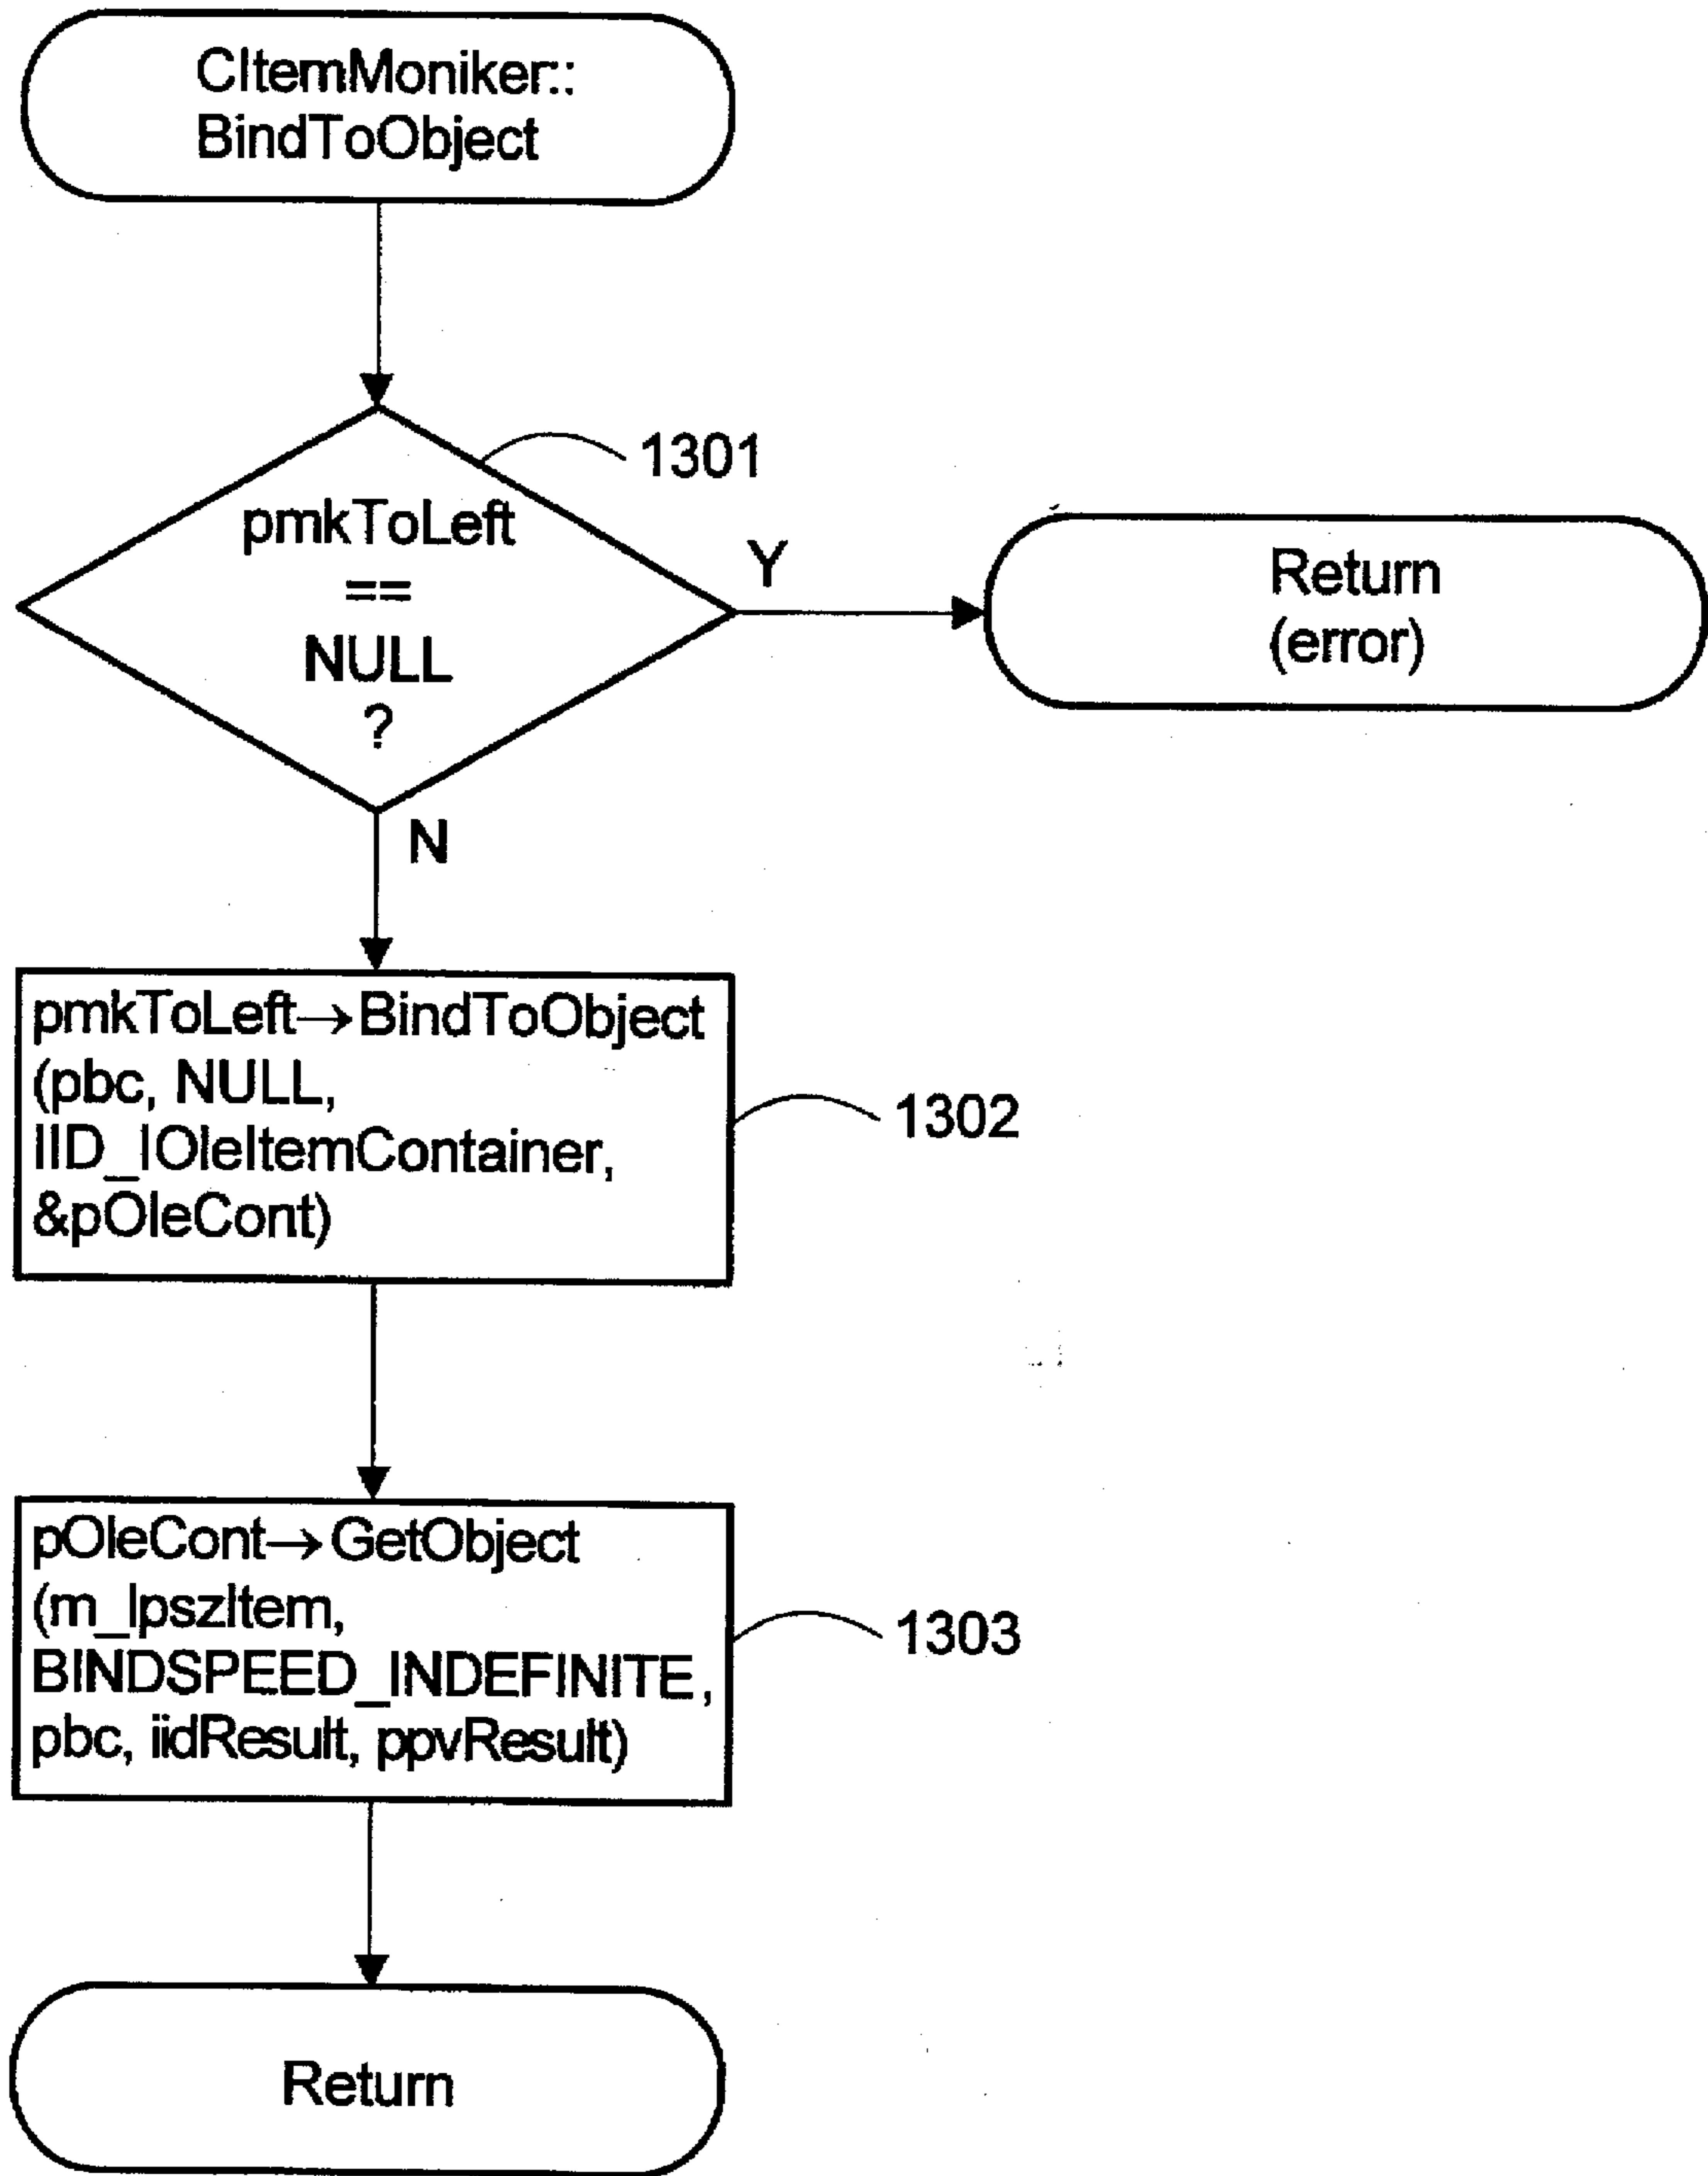 CItemMoniker::
BindToObject
1301
pmkToLeft
==
NULL
?
Y
Return
(error)
N
pmkToLeft→BindToObject
(pbc, NULL,
IID_IOleItemContainer,
&pOleCont)
1302
pOleCont→GetObject
(m_lpszItem,
BINDSPEED_INDEFINITE,
pbc, iidResult, ppvResult)
1303
Return